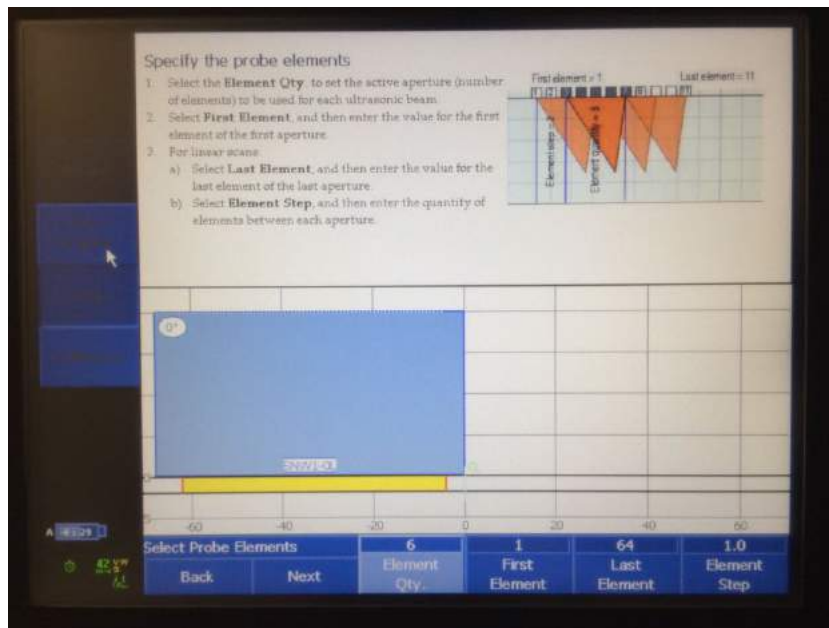 Specify the probe elements
1. Select the Element Qty. to set the active aperture (number
of elements) to be used for each ultrasonic beam.
2. Select First Element, and then enter the value for the first
element of the first aperture.
3. For linear scans
a) Select Last Element, and then enter the value for the
last element of the last aperture.
b) Select Element Step, and then enter the quantity of
elements between each aperture.
First element = 1
Last element = 11
Element step = 2
Element quantity = 5
0°
SNW1-0L
-60 -40 -20 0 20 40 60
A
Select Probe Elements 6 1 64 1.0
Back Next Element Qty. First Element Last Element Element Step